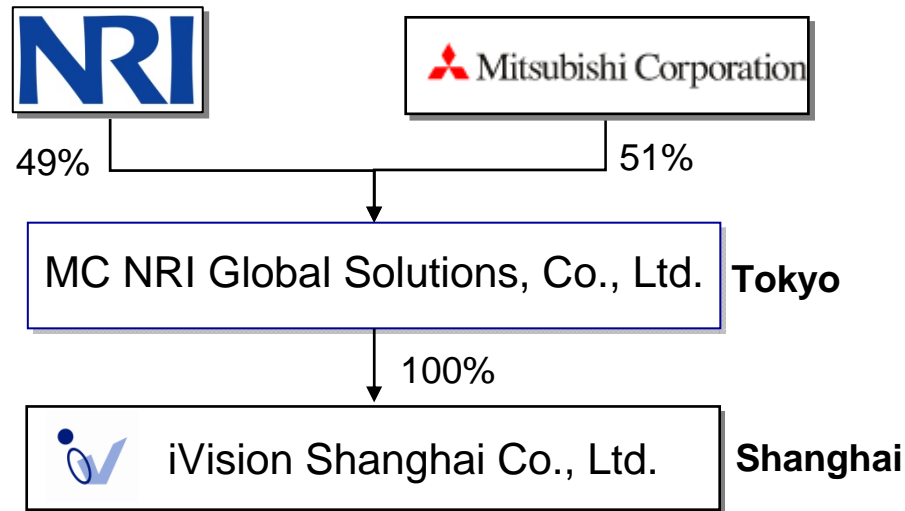 NRI
Mitsubishi Corporation
49%
51%
MC NRI Global Solutions, Co., Ltd.
Tokyo
100%
iVision Shanghai Co., Ltd.
Shanghai